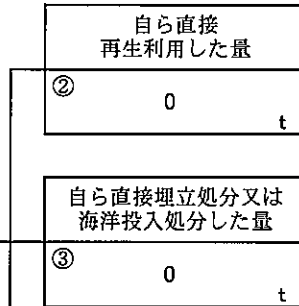 自ら直接
再生利用した量
② 0
t
自ら直接埋立処分又は
海洋投入処分した量
③ 0
t